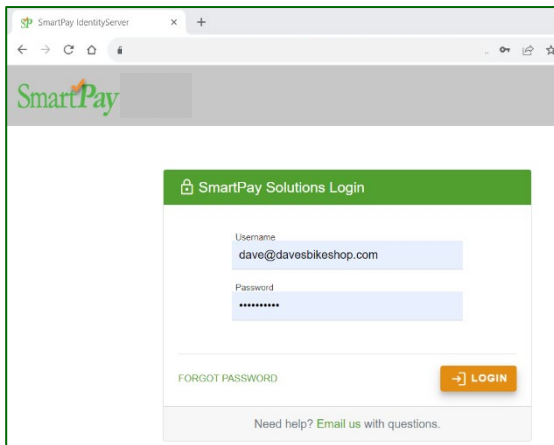 SmartPay IdentityServer
SmartPay
SmartPay Solutions Login
Username
dave@davesbikeshop.com
Password
••••••••••
FORGOT PASSWORD
LOGIN
Need help? Email us with questions.